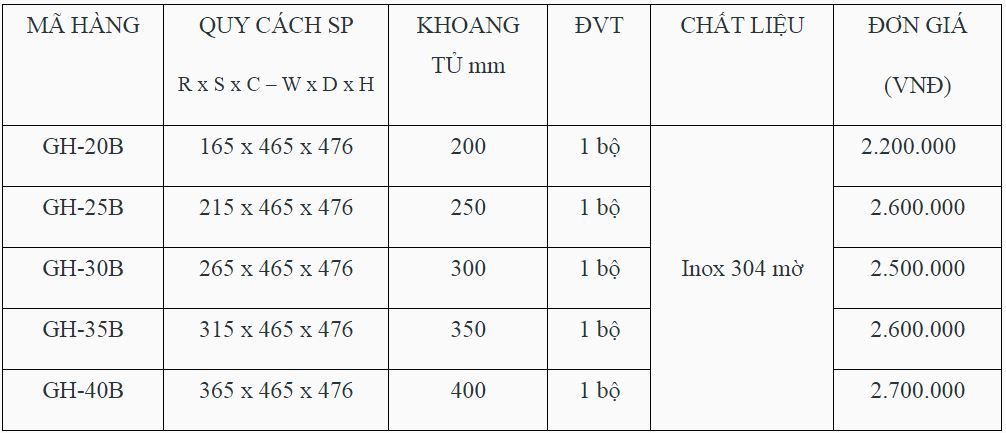 MÃ HÀNG QUY CÁCH SP KHOANG ĐVT CHẤT LIỆU ĐƠN GIÁ
R x S x C – W x D x H TỦ mm (VNĐ)
GH-20B 165 x 465 x 476 200 1 bộ 2.200.000
GH-25B 215 x 465 x 476 250 1 bộ 2.600.000
GH-30B 265 x 465 x 476 300 1 bộ Inox 304 mờ 2.500.000
GH-35B 315 x 465 x 476 350 1 bộ 2.600.000
GH-40B 365 x 465 x 476 400 1 bộ 2.700.000